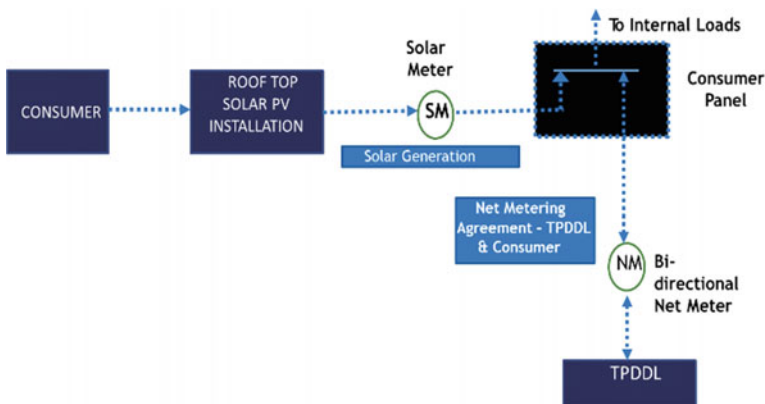 To Internal Loads
Solar
Meter
ROOF TOP
SOLAR PV
INSTALLATION
CONSUMER
SM
Consumer
Panel
Solar Generation
Net Metering
Agreement - TPDDL
& Consumer
NM
Bi-
directional
Net Meter
TPDDL